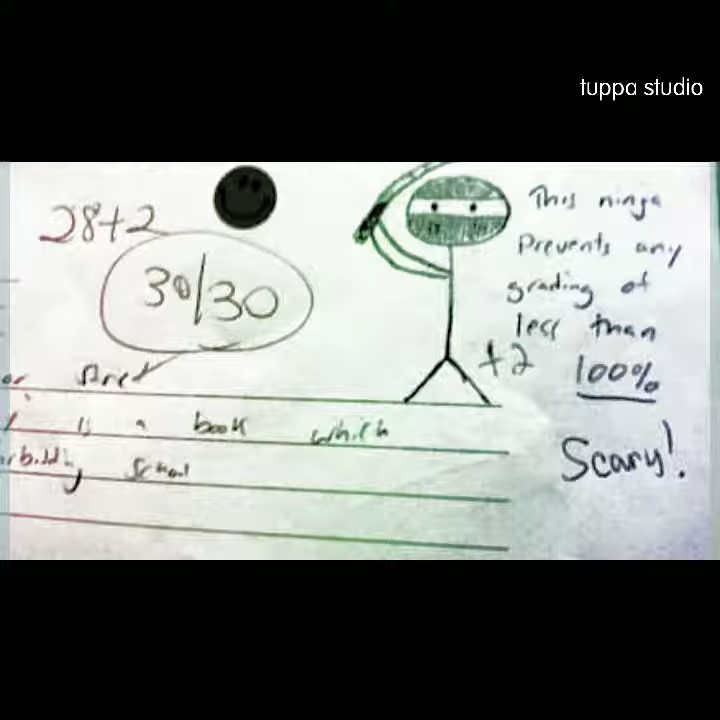 tuppa studio
28+2
30/30
This ninja
Prevents any
grading of
less than
+2 100%
Scary!
is a book which